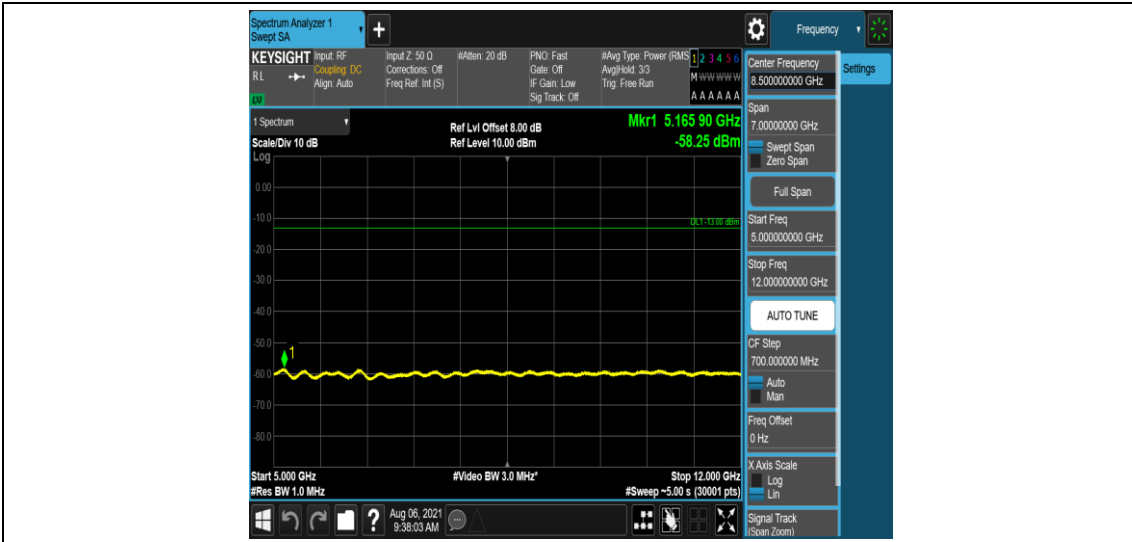 Spectrum Analyzer 1
Swept SA
+
Frequency
KEYSIGHT
RL
LXI
Input: RF
Coupling: DC
Align: Auto
Input Z: 50 Ω
Corrections: Off
Freq Ref: Int (S)
#Atten: 20 dB
PNO: Fast
Gate: Off
IF Gain: Low
Sig Track: Off
#Avg Type: Power (RMS
Avg|Hold: 3/3
Trig: Free Run
1 2 3 4 5 6
M W W W W W
A A A A A A
1 Spectrum
Scale/Div 10 dB
Ref Lvl Offset 8.00 dB
Ref Level 10.00 dBm
Mkr1 5.165 90 GHz
-58.25 dBm
Log
0.00
DL1 -13.00 dBm
-10.0
-20.0
-30.0
-40.0
-50.0
1
-60.0
-70.0
-80.0
Start 5.000 GHz
#Res BW 1.0 MHz
#Video BW 3.0 MHz*
Stop 12.000 GHz
#Sweep ~5.00 s (30001 pts)
?
Aug 06, 2021
9:38:03 AM
Center Frequency
8.500000000 GHz
Settings
Span
7.00000000 GHz
Swept Span
Zero Span
Full Span
Start Freq
5.000000000 GHz
Stop Freq
12.000000000 GHz
AUTO TUNE
CF Step
700.000000 MHz
Auto
Man
Freq Offset
0 Hz
X Axis Scale
Log
Lin
Signal Track
(Span Zoom)